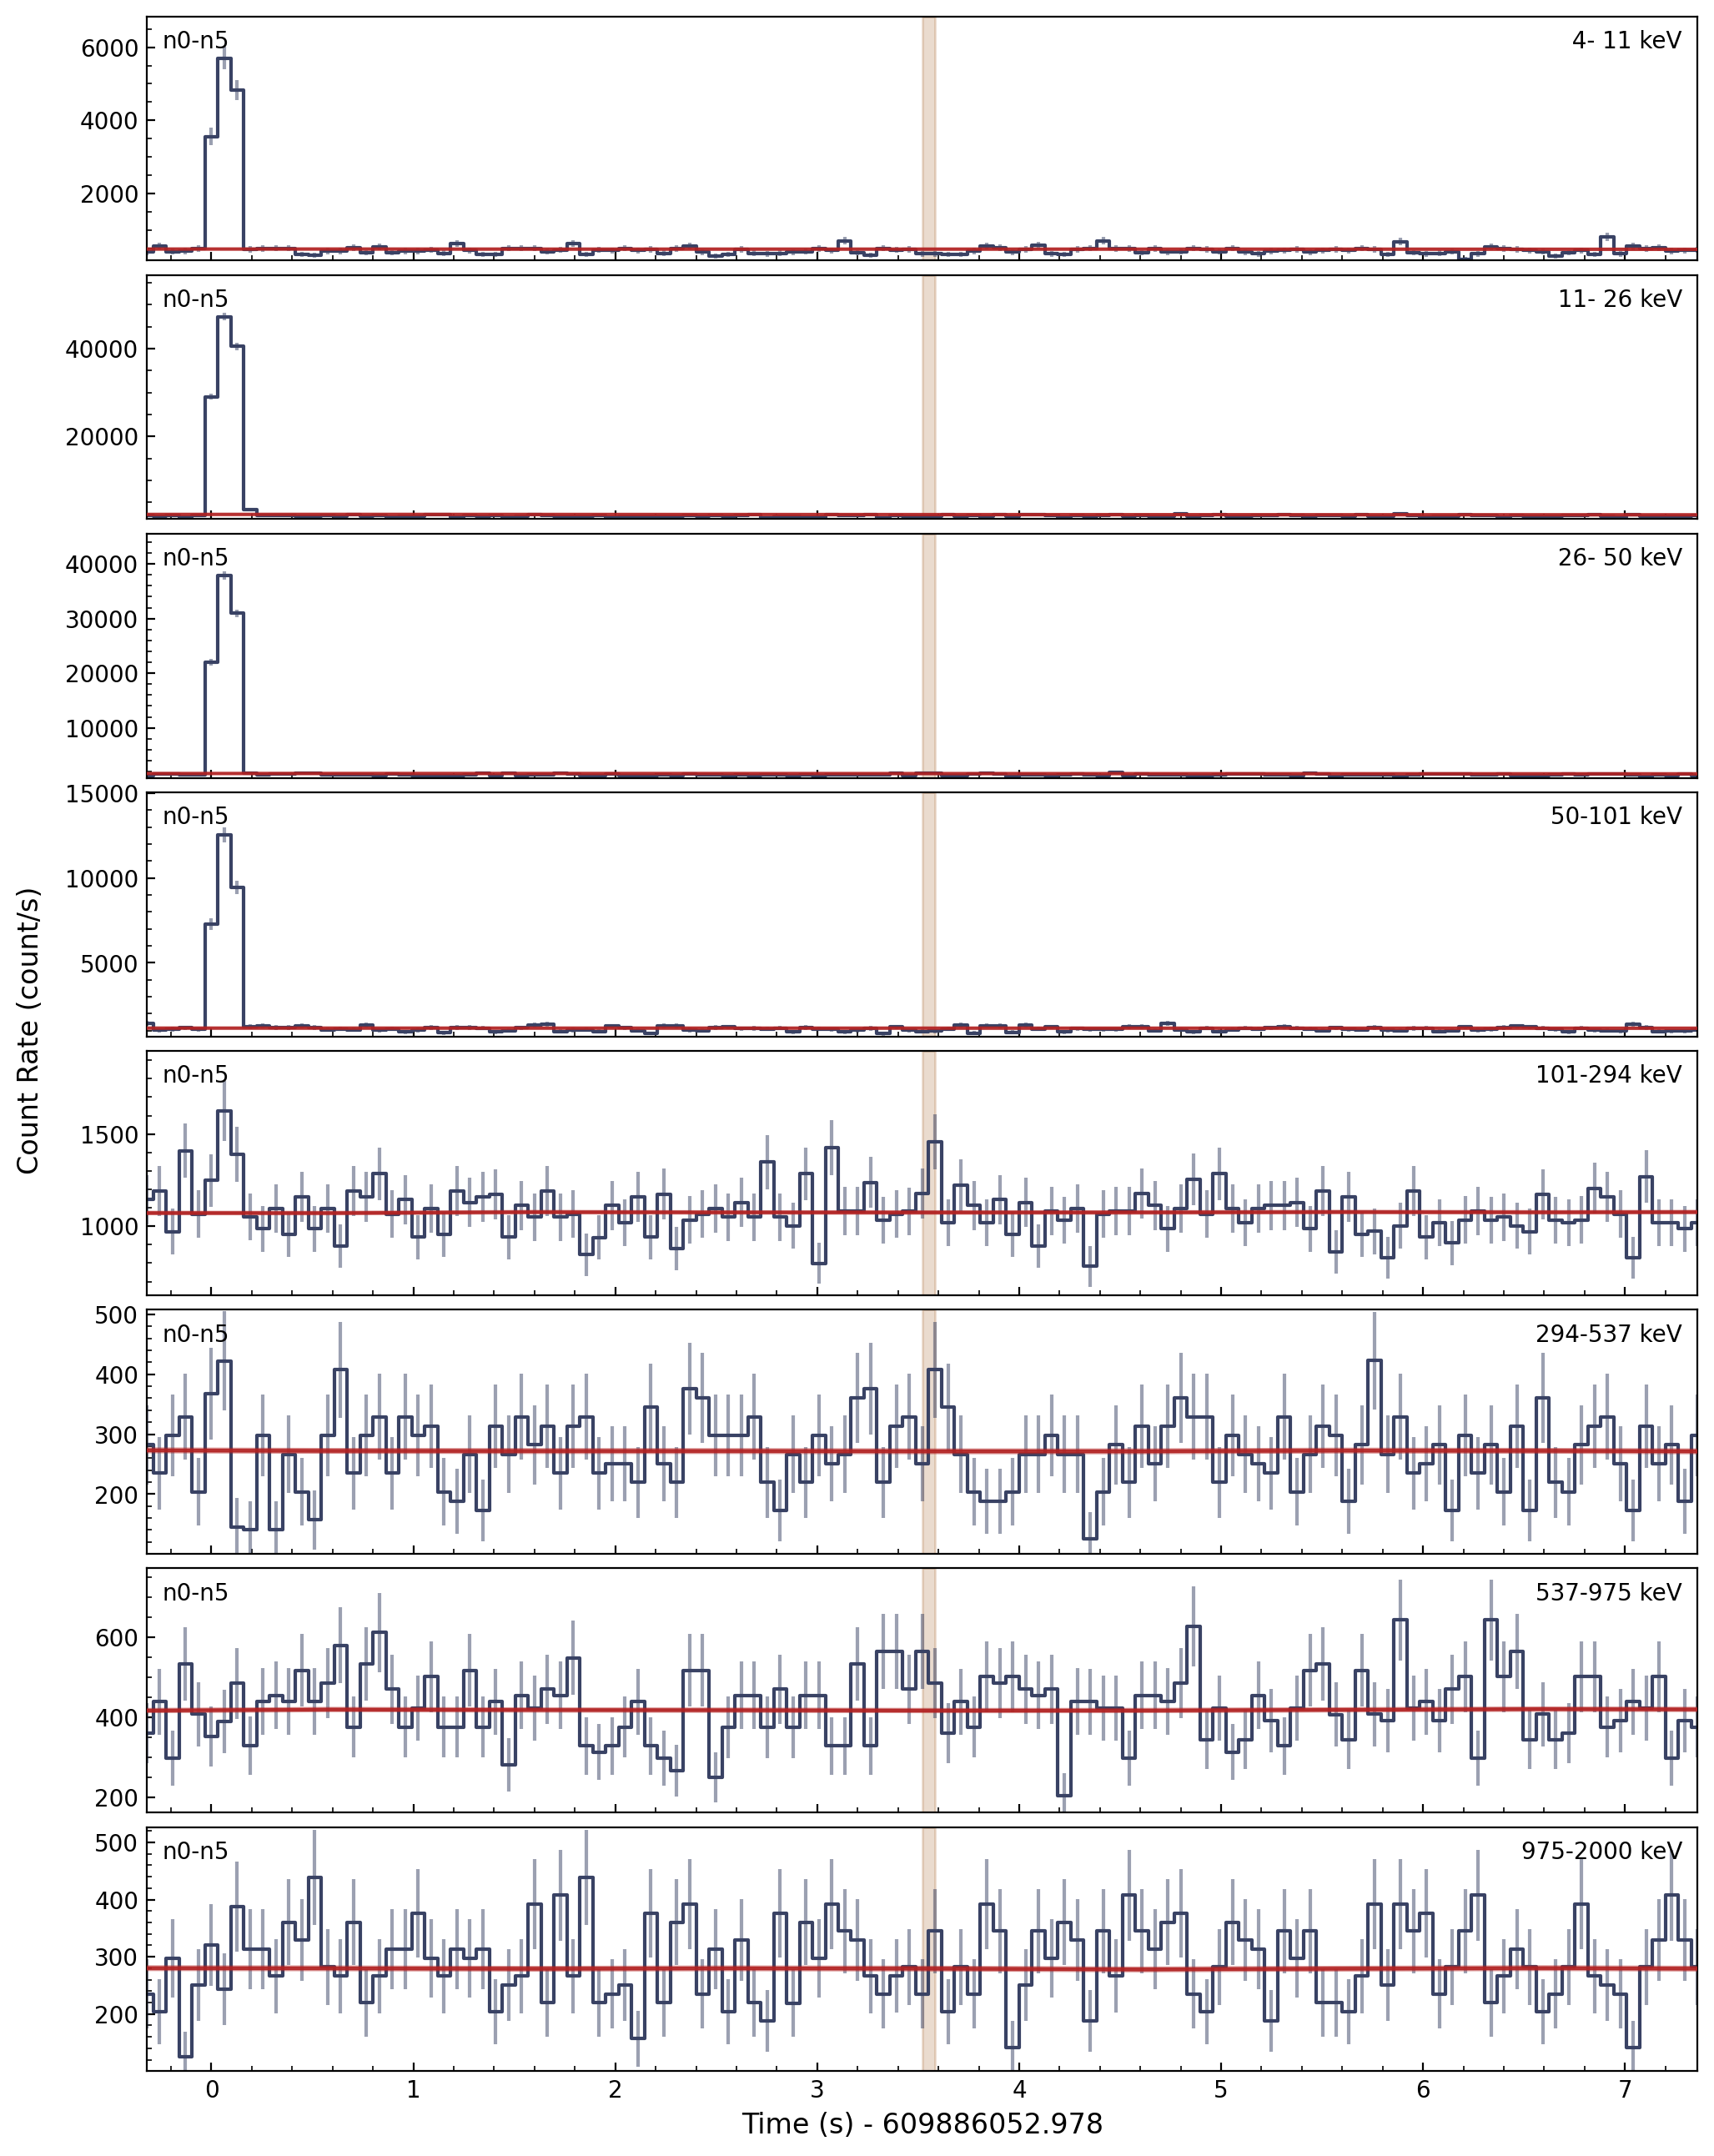 n0-n5
4- 11 keV
6000
4000
2000
n0-n5
11- 26 keV
40000
20000
n0-n5
26- 50 keV
40000
30000
20000
10000
n0-n5
50-101 keV
15000
10000
5000
Count Rate (count/s)
n0-n5
101-294 keV
1500
1000
n0-n5
294-537 keV
500
400
300
200
n0-n5
537-975 keV
600
400
200
n0-n5
975-2000 keV
500
400
300
200
0 1 2 3 4 5 6 7
Time (s) - 609886052.978